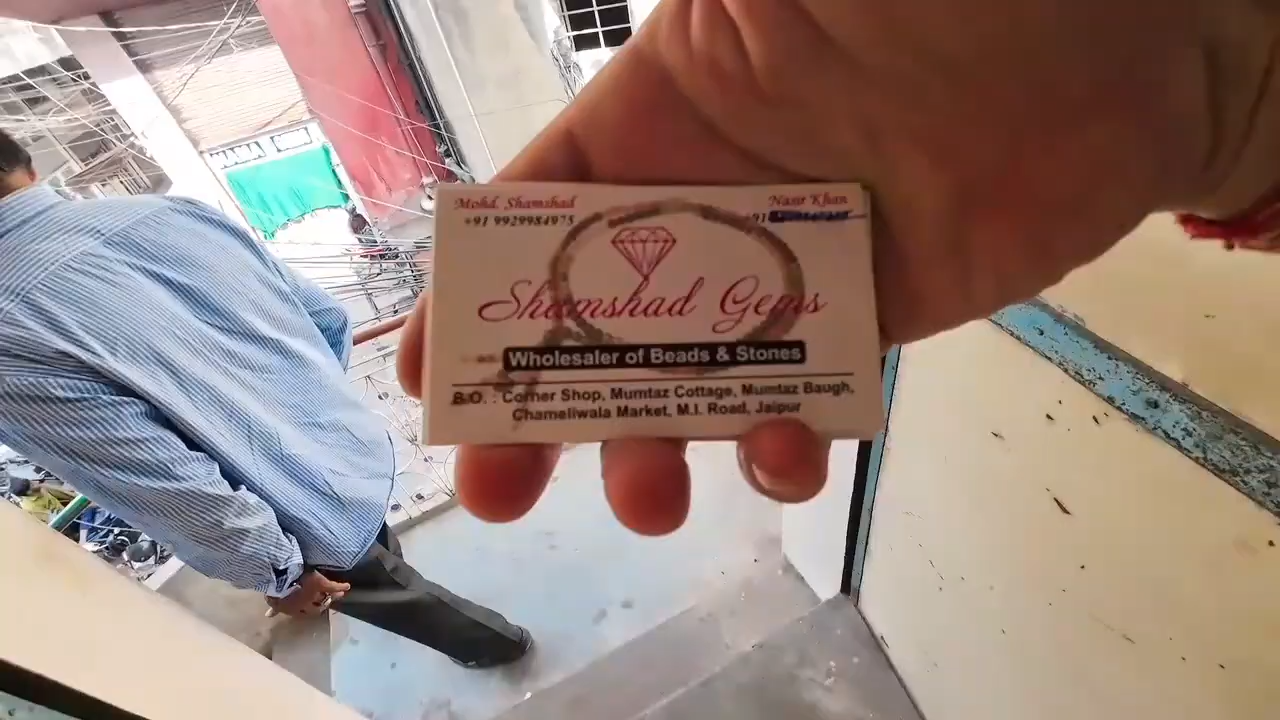 Mohd. Shamshad
+91 9929984975
Nasir Khan
Shamshad Gems
Wholesaler of Beads & Stones
B.O. : Corner Shop, Mumtaz Cottage, Mumtaz Baugh,
Chameliwala Market, M.I. Road, Jaipur